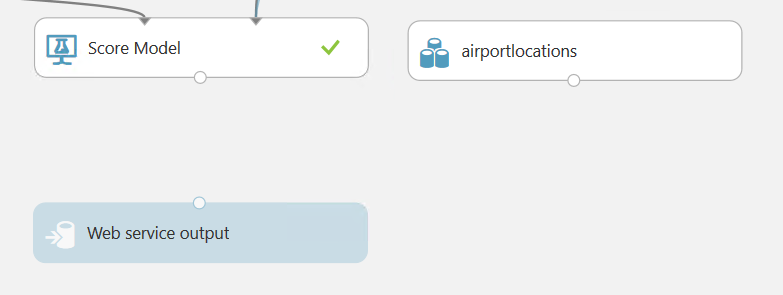 Score Model
airportlocations
Web service output